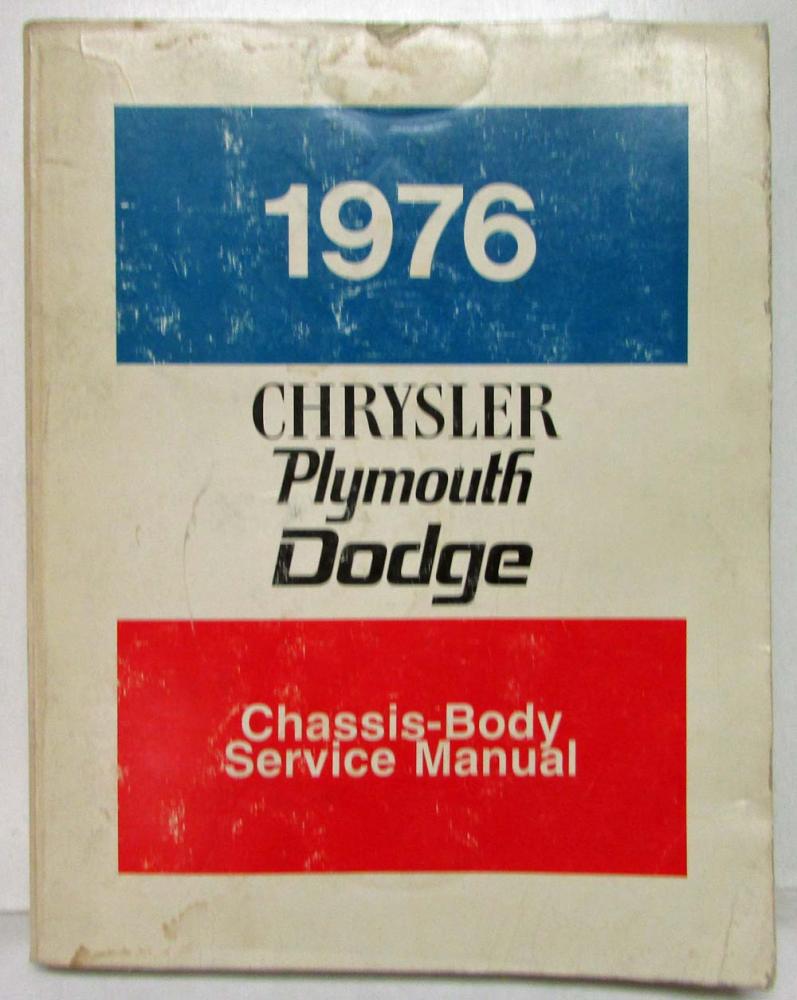 1976
CHRYSLER
Plymouth
Dodge
Chassis-Body
Service Manual